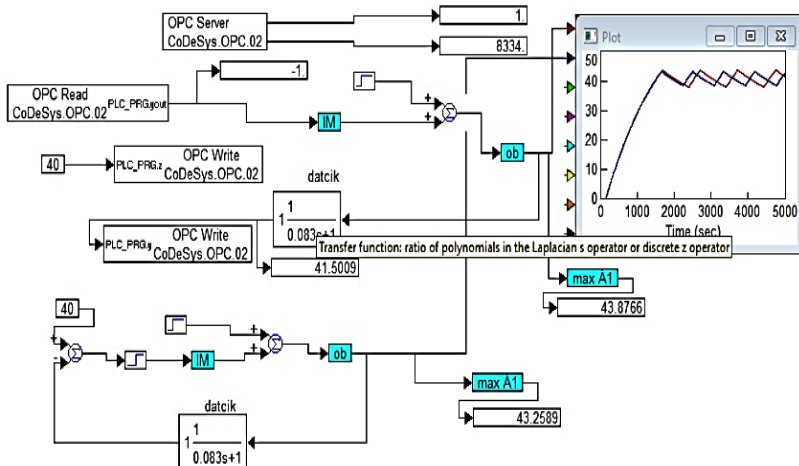 OPC Server
CoDeSys.OPC.02
1.
8334.
Plot
50
40
30
20
10
0
0 1000 2000 3000 4000 5000
Time (sec)
-1.
OPC Read
PLC_PRG.yout
CoDeSys.OPC.02
IM
+
+
Σ
ob
40
PLC_PRG.z
OPC Write
CoDeSys.OPC.02
datcik
1
1
0.083s+1
OPC Write
CoDeSys.OPC.02
Transfer function: ratio of polynomials in the Laplacian s operator or discrete z operator
41.5009
max A1
43.8766
40
+
-
Σ
IM
+
+
Σ
ob
max A1
43.2589
datcik
1
1
0.083s+1